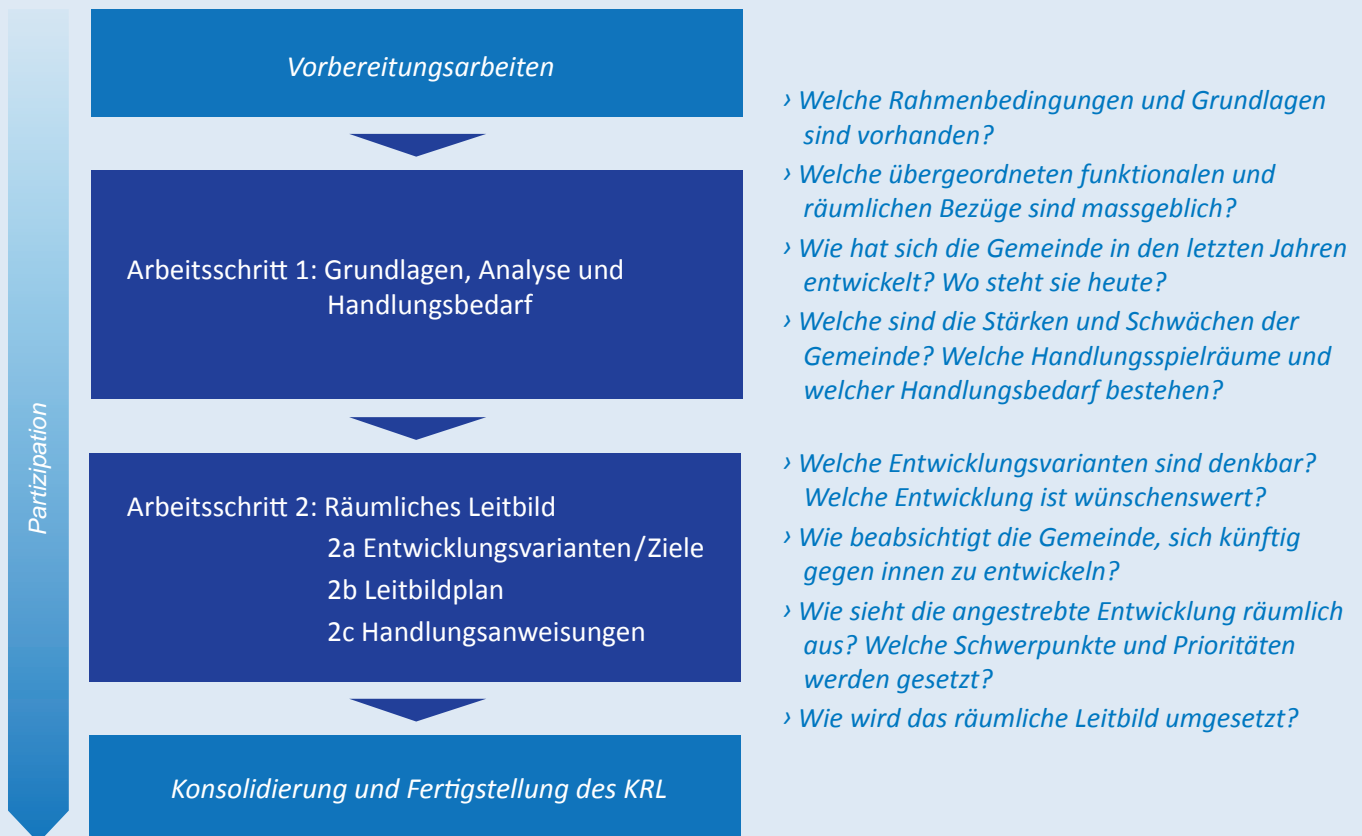 Partizipation
Vorbereitungsarbeiten
Arbeitsschritt 1: Grundlagen, Analyse und
Handlungsbedarf
› Welche Rahmenbedingungen und Grundlagen
sind vorhanden?
› Welche übergeordneten funktionalen und
räumlichen Bezüge sind massgeblich?
› Wie hat sich die Gemeinde in den letzten Jahren
entwickelt? Wo steht sie heute?
› Welche sind die Stärken und Schwächen der
Gemeinde? Welche Handlungsspielräume und
welcher Handlungsbedarf bestehen?
Arbeitsschritt 2: Räumliches Leitbild
2a Entwicklungsvarianten/Ziele
2b Leitbildplan
2c Handlungsanweisungen
› Welche Entwicklungsvarianten sind denkbar?
Welche Entwicklung ist wünschenswert?
› Wie beabsichtigt die Gemeinde, sich künftig
gegen innen zu entwickeln?
› Wie sieht die angestrebte Entwicklung räumlich
aus? Welche Schwerpunkte und Prioritäten
werden gesetzt?
› Wie wird das räumliche Leitbild umgesetzt?
Konsolidierung und Fertigstellung des KRL